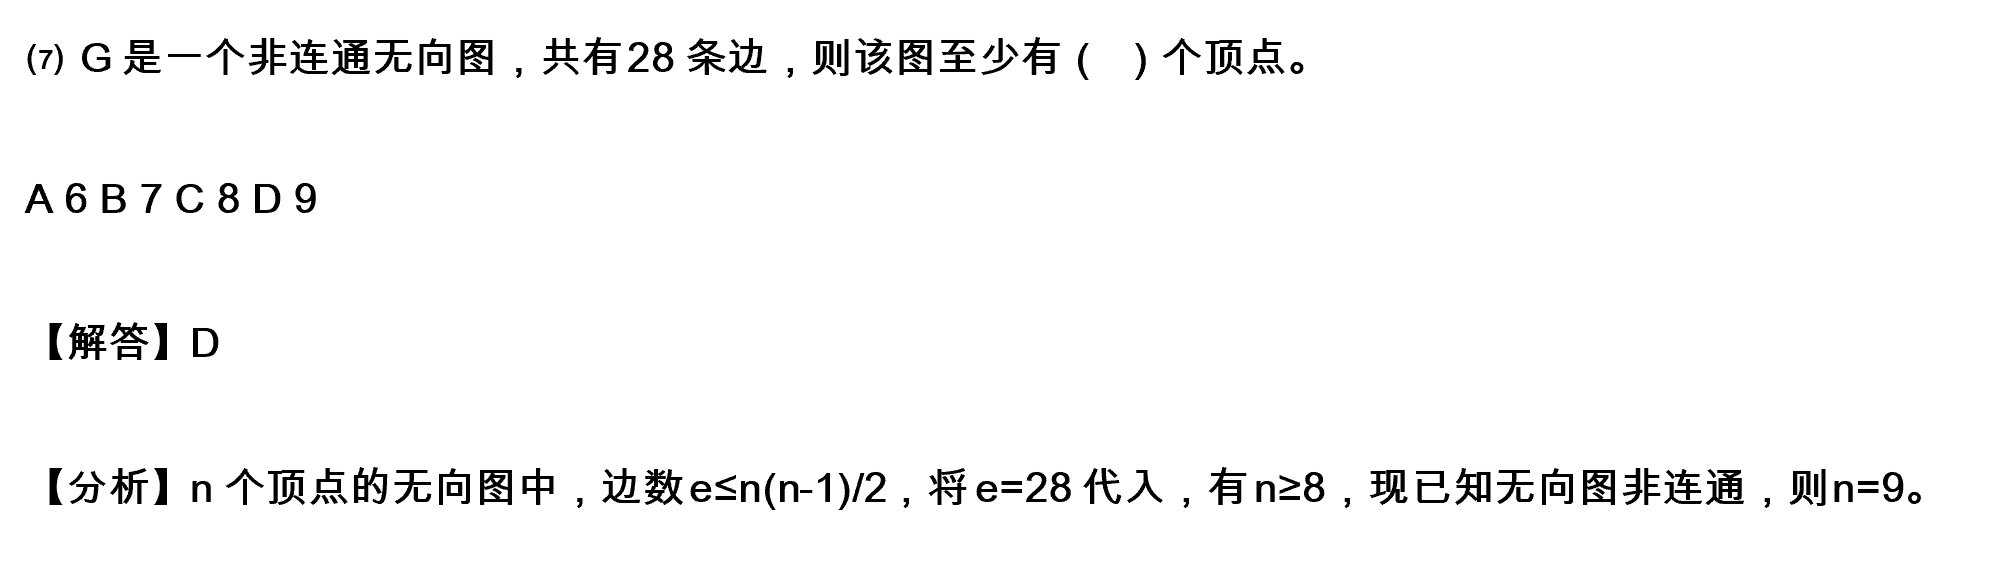 (7) G是一个非连通无向图，共有28 条边，则该图至少有（ ）个顶点。
A 6 B 7 C 8 D 9
【解答】D
【分析】n 个顶点的无向图中，边数e≤n(n-1)/2，将e=28 代入，有n≥8，现已知无向图非连通，则n=9。